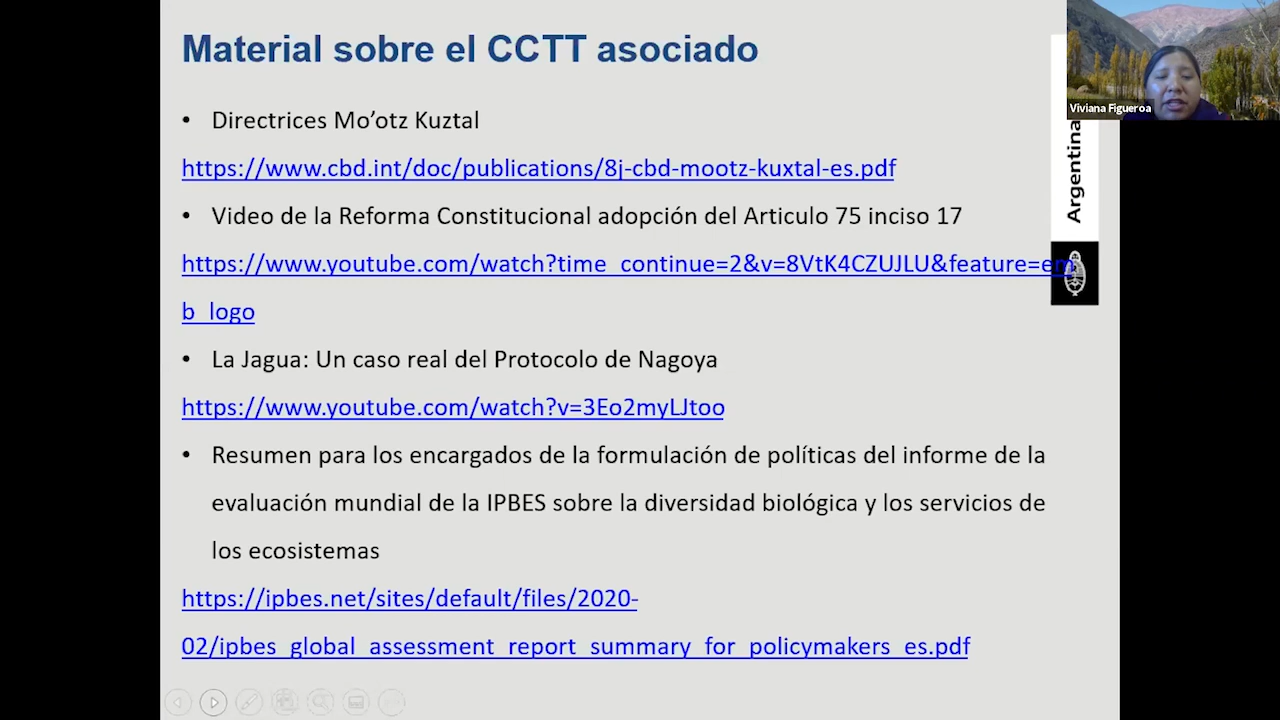 Material sobre el CCTT asociado
Viviana Figueroa
Argentina
• Directrices Mo’otz Kuztal
https://www.cbd.int/doc/publications/8j-cbd-mootz-kuxtal-es.pdf
• Video de la Reforma Constitucional adopción del Articulo 75 inciso 17
https://www.youtube.com/watch?time_continue=2&v=8VtK4CZUJLU&feature=em
b_logo
• La Jagua: Un caso real del Protocolo de Nagoya
https://www.youtube.com/watch?v=3Eo2myLJtoo
• Resumen para los encargados de la formulación de políticas del informe de la
evaluación mundial de la IPBES sobre la diversidad biológica y los servicios de
los ecosistemas
https://ipbes.net/sites/default/files/2020-
02/ipbes_global_assessment_report_summary_for_policymakers_es.pdf